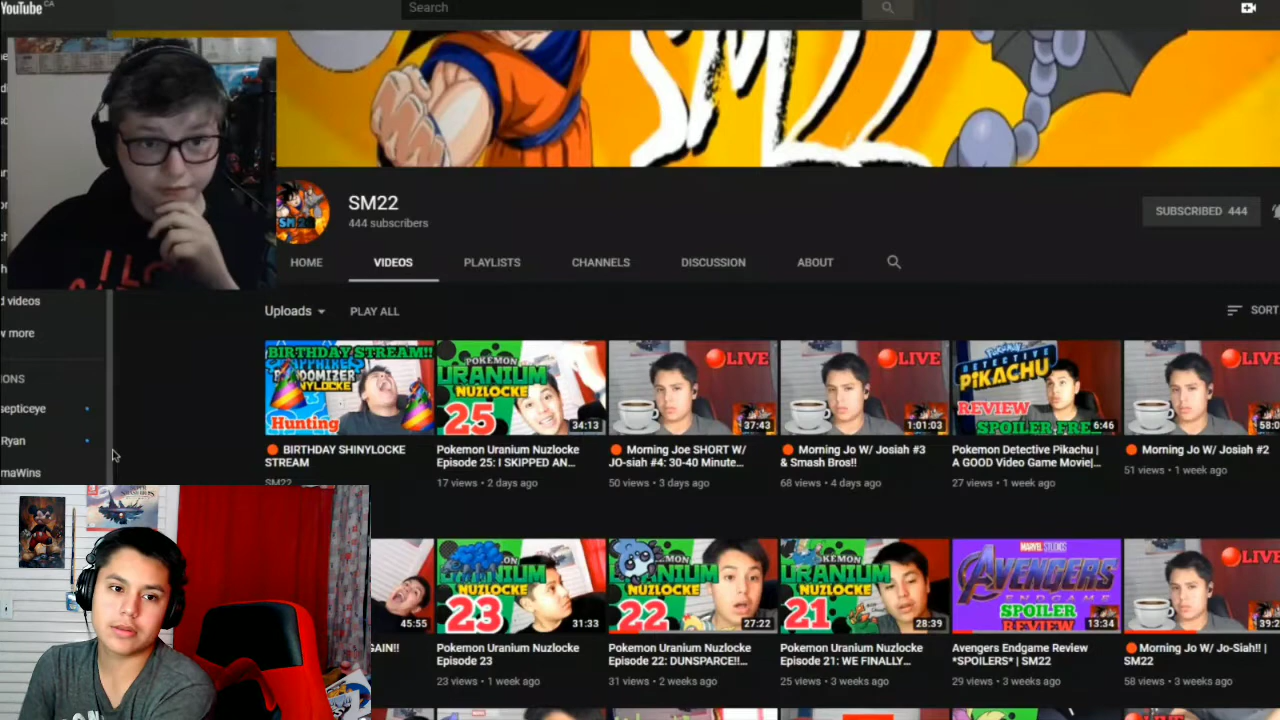 YouTube CA
Search
SM22
SM22
444 subscribers
SUBSCRIBED 444
HOME
VIDEOS
PLAYLISTS
CHANNELS
DISCUSSION
ABOUT
d videos
w more
IONS
septiceye
Ryan
maWins
Uploads
PLAY ALL
SORT
BIRTHDAY STREAM!!
Hunting
🔴 BIRTHDAY SHINYLOCKE
STREAM
SM22
POKEMON
URANIUM
NUZLOCKE
25
34:13
Pokemon Uranium Nuzlocke
Episode 25: I SKIPPED AN...
17 views • 2 days ago
LIVE
37:43
🔴 Morning Joe SHORT W/
JO-siah #4: 30-40 Minute...
50 views • 3 days ago
LIVE
1:01:03
🔴 Morning Jo W/ Josiah #3
& Smash Bros!!
68 views • 4 days ago
POKÉMON
DETECTIVE
PIKACHU
REVIEW
SPOILER FREE
6:46
Pokemon Detective Pikachu |
A GOOD Video Game Movie|...
27 views • 1 week ago
LIVE
58:0
🔴 Morning Jo W/ Josiah #2
51 views • 1 week ago
45:55
GAIN!!
POKEMON
URANIUM
NUZLOCKE
23
31:33
Pokemon Uranium Nuzlocke
Episode 23
23 views • 1 week ago
POKEMON
URANIUM
NUZLOCKE
22
27:22
Pokemon Uranium Nuzlocke
Episode 22: DUNSPARCE!!...
31 views • 2 weeks ago
POKEMON
URANIUM
NUZLOCKE
21
28:39
Pokemon Uranium Nuzlocke
Episode 21: WE FINALLY...
25 views • 3 weeks ago
MARVEL STUDIOS
AVENGERS
ENDGAME
SPOILER
REVIEW
13:34
Avengers Endgame Review
*SPOILERS* | SM22
29 views • 3 weeks ago
LIVE
39:2
🔴Morning Jo W/ Jo-Siah!! |
SM22
58 views • 3 weeks ago